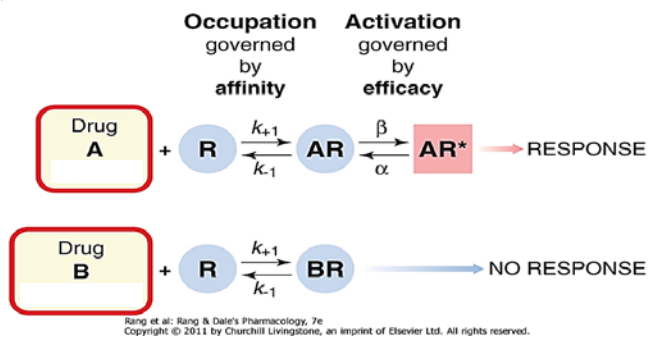 Occupation Activation
governed governed
by by
affinity efficacy
Drug
A
+ R k+1 k-1 AR β α AR* RESPONSE
Drug
B
+ R k+1 k-1 BR NO RESPONSE
Rang et al: Rang & Dale's Pharmacology, 7e
Copyright © 2011 by Churchill Livingstone, an imprint of Elsevier Ltd. All rights reserved.